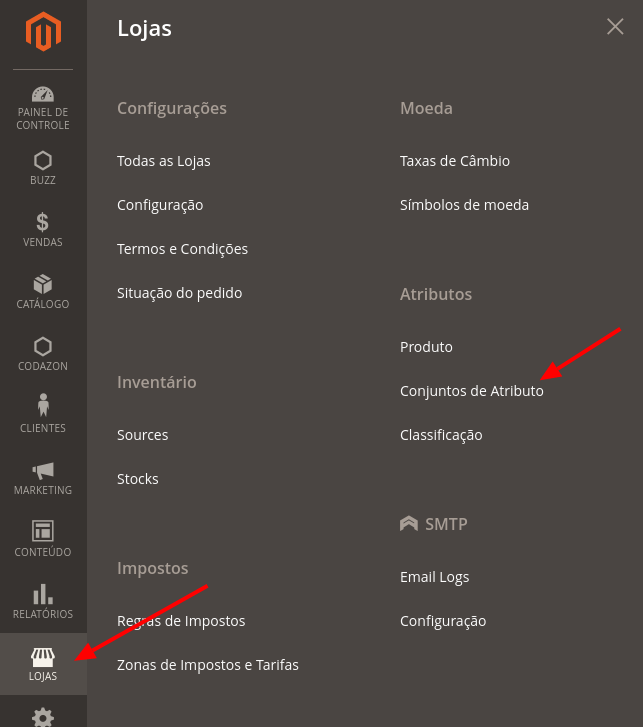 PAINEL DE
CONTROLE
BUZZ
VENDAS
CATÁLOGO
CODAZON
CLIENTES
MARKETING
CONTEÚDO
RELATÓRIOS
LOJAS
Lojas
Configurações
Todas as Lojas
Configuração
Termos e Condições
Situação do pedido
Inventário
Sources
Stocks
Impostos
Regras de Impostos
Zonas de Impostos e Tarifas
Moeda
Taxas de Câmbio
Símbolos de moeda
Atributos
Produto
Conjuntos de Atributo
Classificação
SMTP
Email Logs
Configuração